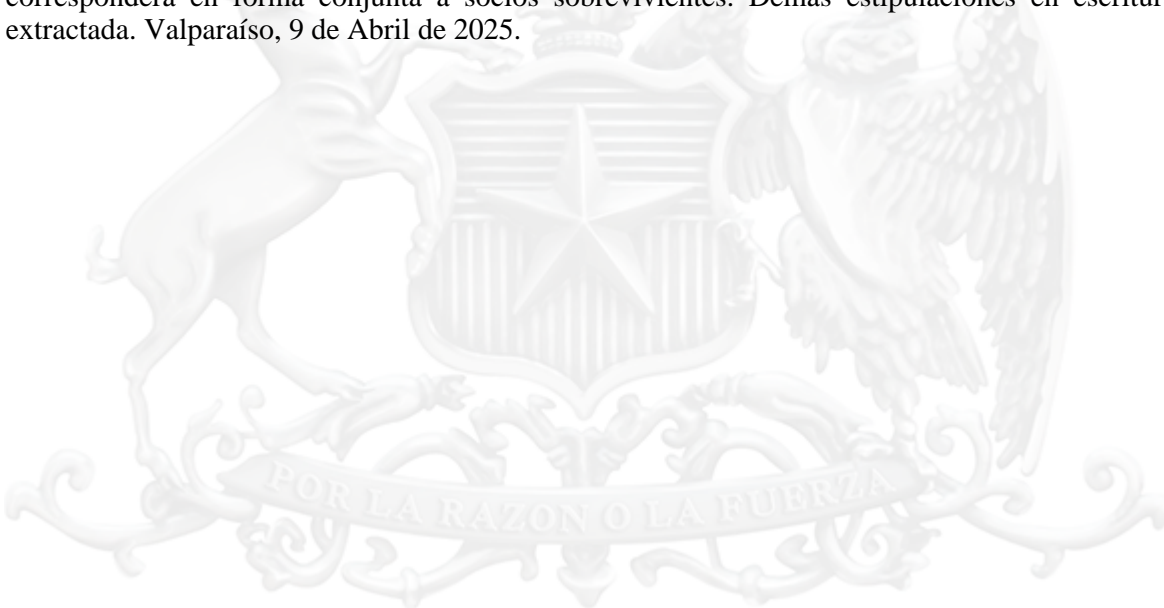 corresponderá en forma conjunta a socios sobrevivientes. Demás estipulaciones en escritur
extractada. Valparaíso, 9 de Abril de 2025.
POR LA RAZON O LA FUERZA